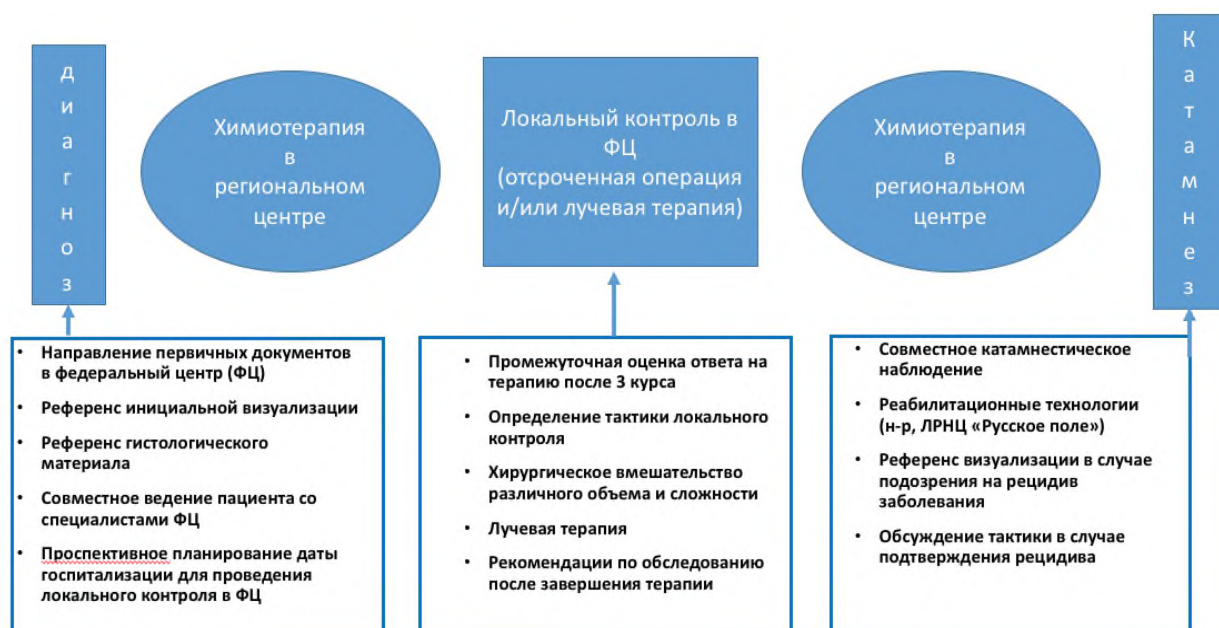 диагноз
Химиотерапия
в
региональном
центре
Локальный контроль в
ФЦ
(отсроченная операция
и/или лучевая терапия)
Химиотерапия
в
региональном
центре
Катамнез
• Направление первичных документов
в федеральный центр (ФЦ)
• Референс инициальной визуализации
• Референс гистологического
материала
• Совместное ведение пациента со
специалистами ФЦ
• Проспективное планирование даты
госпитализации для проведения
локального контроля в ФЦ
• Промежуточная оценка ответа на
терапию после 3 курса
• Определение тактики локального
контроля
• Хирургическое вмешательство
различного объема и сложности
• Лучевая терапия
• Рекомендации по обследованию
после завершения терапии
• Совместное катамнестическое
наблюдение
• Реабилитационные технологии
(н-р, ЛРНЦ «Русское поле»)
• Референс визуализации в случае
подозрения на рецидив
заболевания
• Обсуждение тактики в случае
подтверждения рецидива